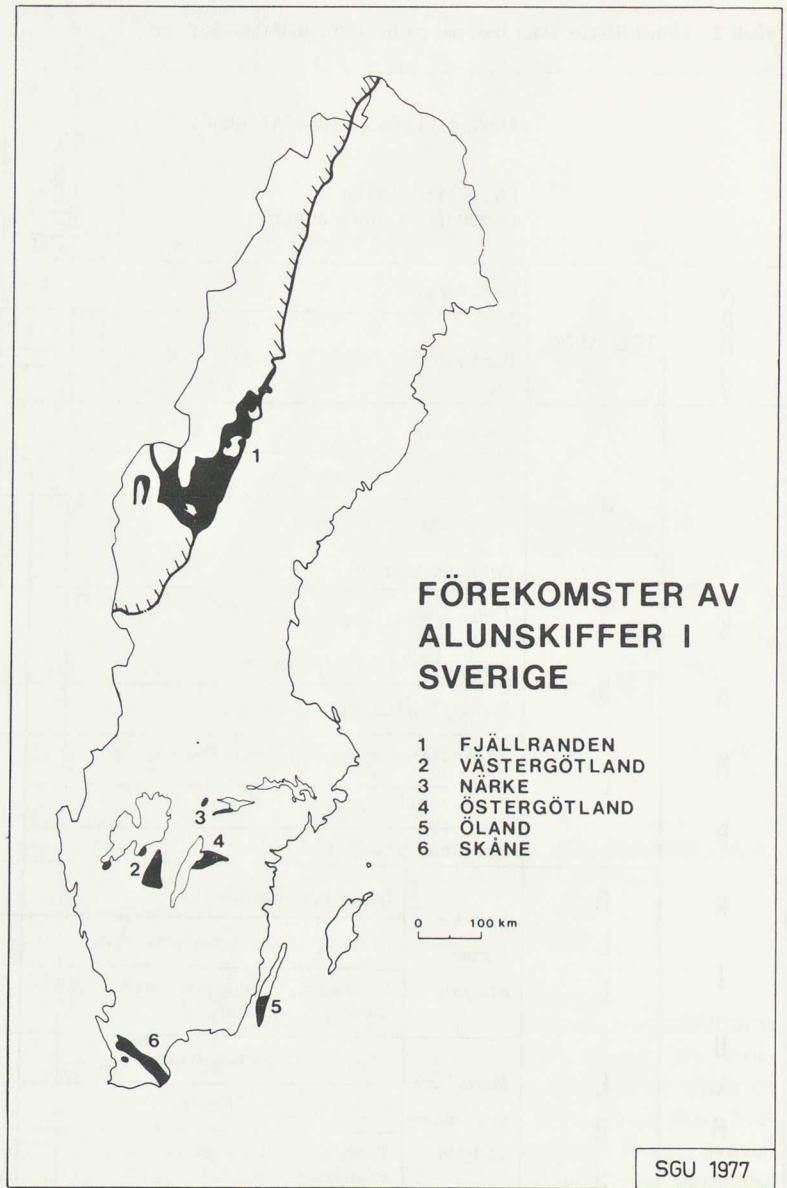 1
FÖREKOMSTER AV
ALUNSKIFFER I
SVERIGE
1 FJÄLLRANDEN
2 VÄSTERGÖTLAND
3 NÄRKE
4 ÖSTERGÖTLAND
5 ÖLAND
6 SKÅNE
3
4
2
0 100 km
5
6
SGU 1977